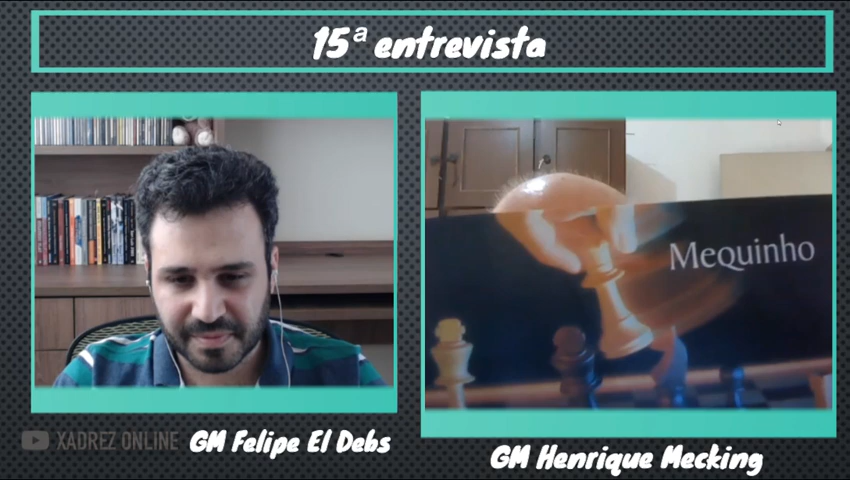 15ª entrevista
Mequinho
XADREZ ONLINE
GM Felipe El Debs
GM Henrique Mecking